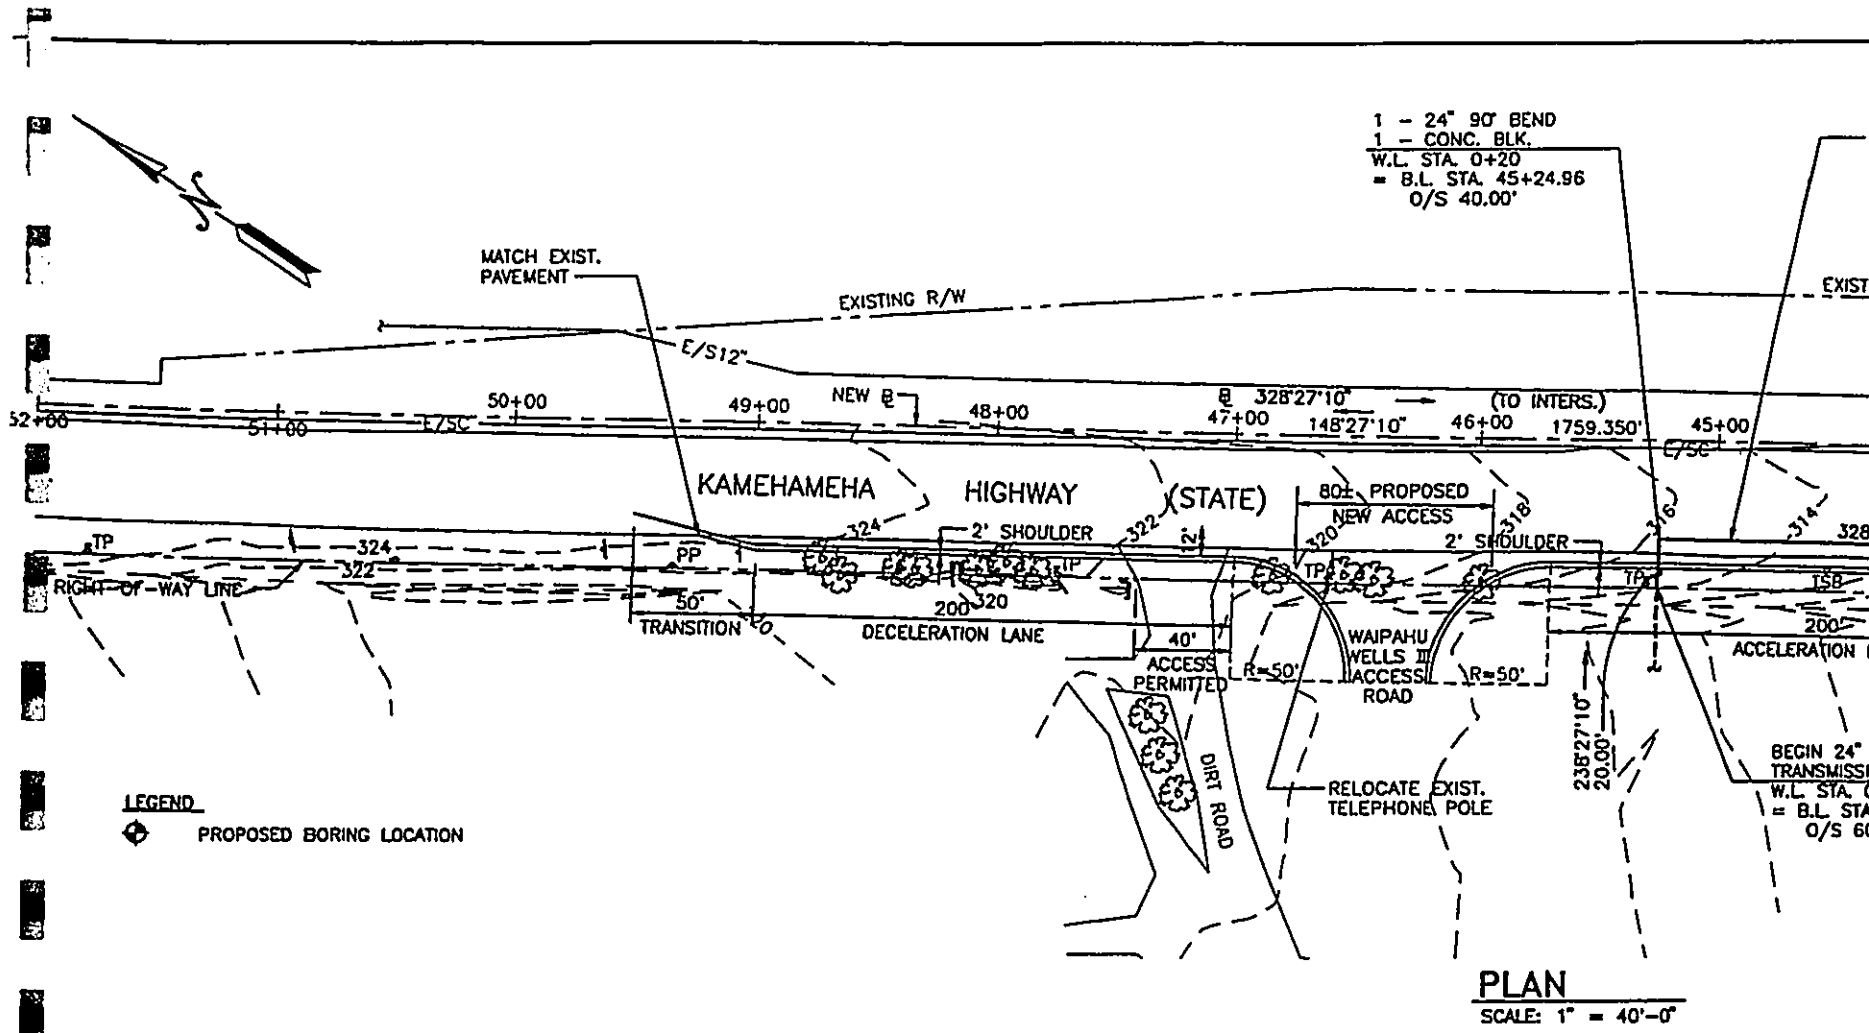 1 - 24" 90° BEND
1 - CONC. BLK.
W.L. STA. 0+20
= B.L. STA. 45+24.96
O/S 40.00'
N
MATCH EXIST.
PAVEMENT
EXISTING R/W
EXIST
E/S12"
NEW B̲L
52+00
51+00
E/SC
50+00
49+00
48+00
47+00
328°27'10"
148°27'10"
(TO INTERS.)
46+00
1759.350'
45+00
E/SC
KAMEHAMEHA HIGHWAY (STATE)
80± PROPOSED
NEW ACCESS
324
322
320
318
316
314
12'
2' SHOULDER
2' SHOULDER
328
TP
324
322
PP
TP
TP
TP
TSB
RIGHT-OF-WAY LINE
50'
TRANSITION
200'
DECELERATION LANE
320
40'
ACCESS
PERMITTED
R=50'
WAIPAHU
WELLS III
ACCESS
ROAD
R=50'
200'
ACCELERATION
238°27'10"
20.00'
DIRT ROAD
RELOCATE EXIST.
TELEPHONE POLE
BEGIN 24"
TRANSMISSI
W.L. STA. 0
= B.L. STA
O/S 60
LEGEND
PROPOSED BORING LOCATION
PLAN
SCALE: 1" = 40'-0"